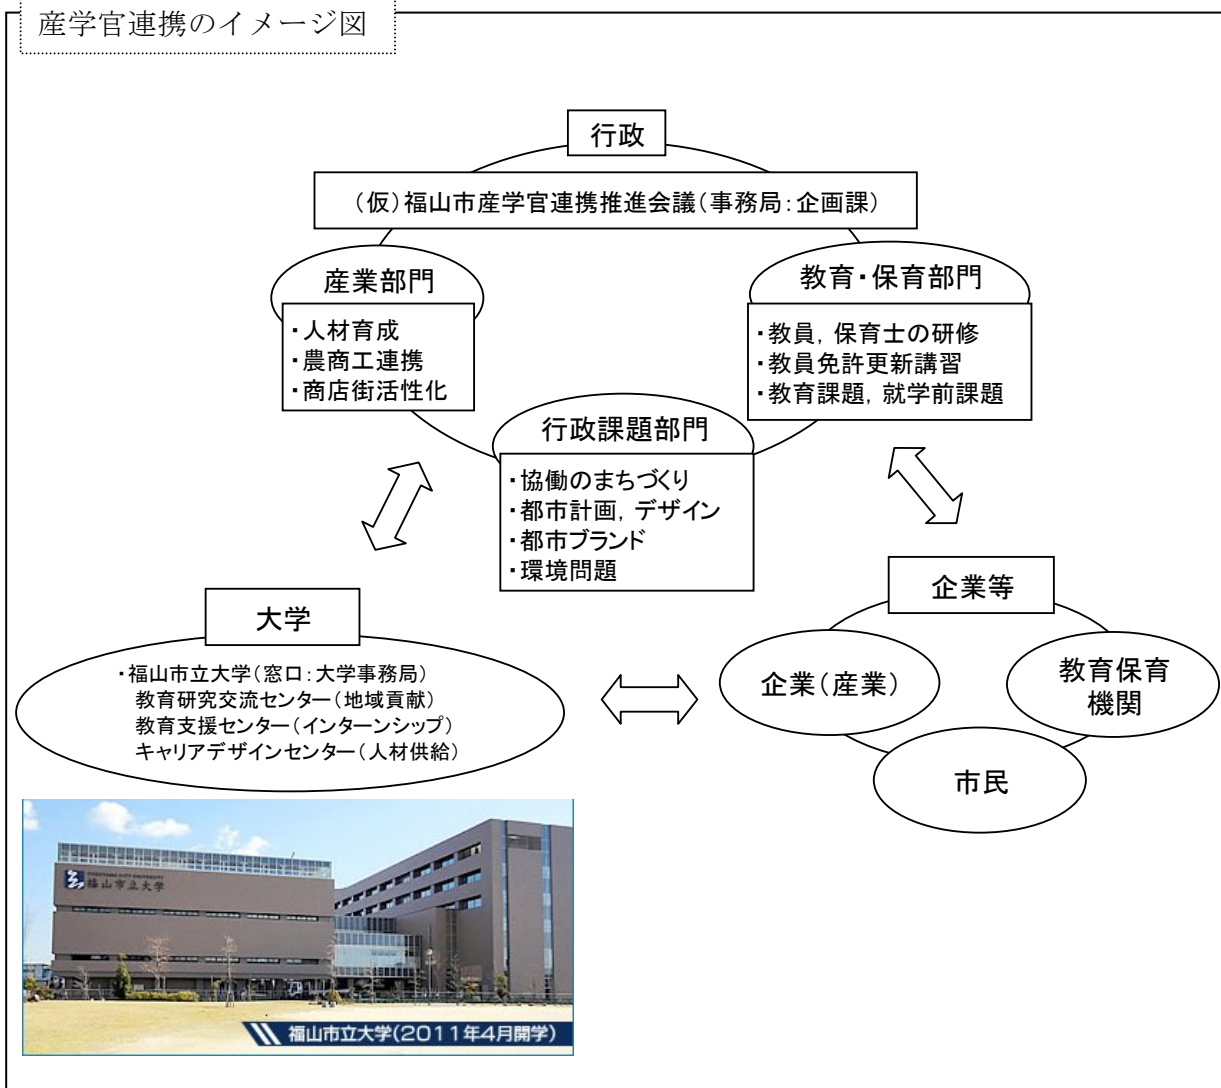 産学官連携のイメージ図
行政
(仮)福山市産学官連携推進会議(事務局:企画課)
産業部門
・人材育成
・農商工連携
・商店街活性化
教育・保育部門
・教員,保育士の研修
・教員免許更新講習
・教育課題,就学前課題
行政課題部門
・協働のまちづくり
・都市計画,デザイン
・都市ブランド
・環境問題
大学
・福山市立大学(窓口:大学事務局)
教育研究交流センター(地域貢献)
教育支援センター(インターンシップ)
キャリアデザインセンター(人材供給)
企業等
企業(産業)
教育保育
機関
市民
FUKUYAMA CITY UNIVERSITY
福山市立大学
福山市立大学(2011年4月開学)